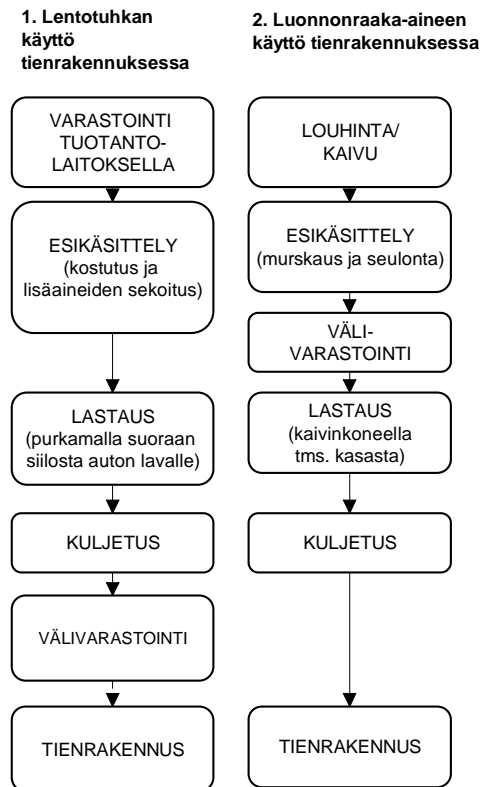 1. Lentotuhkan
käyttö
tienrakennuksessa
VARASTOINTI
TUOTANTO-
LAITOKSELLA
ESIKÄSITTELY
(kostutus ja
lisäaineiden sekoitus)
LASTAUS
(purkamalla suoraan
siilosta auton lavalle)
KULJETUS
VÄLIVARASTOINTI
TIENRAKENNUS
2. Luonnonraaka-aineen
käyttö tienrakennuksessa
LOUHINTA/
KAIVU
ESIKÄSITTELY
(murskaus ja seulonta)
VÄLI-
VARASTOINTI
LASTAUS
(kaivinkoneella
tms. kasasta)
KULJETUS
TIENRAKENNUS